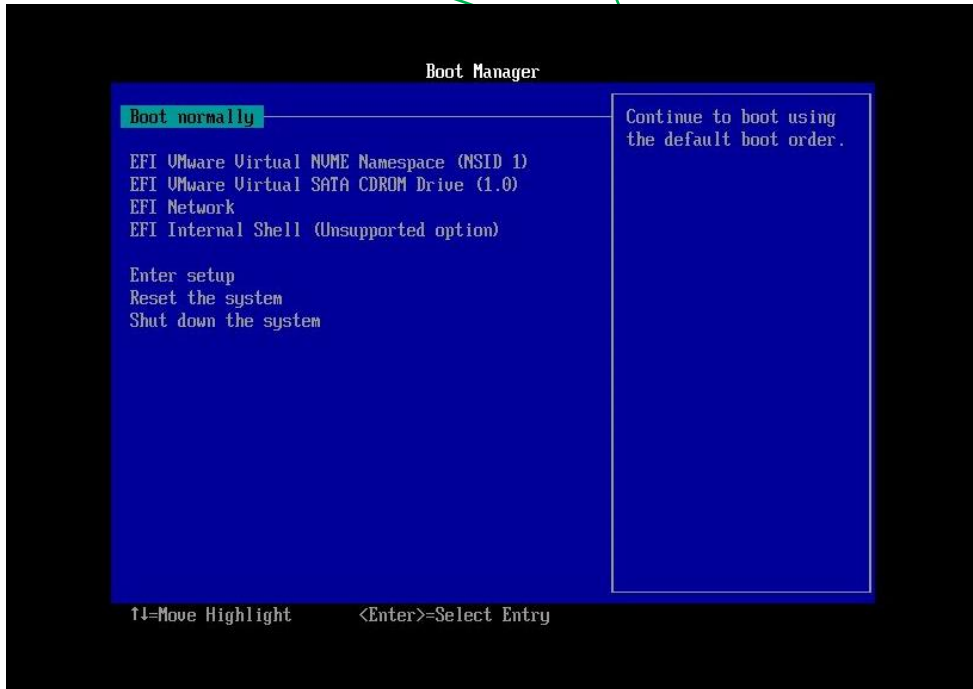 Boot Manager
Boot normally
Continue to boot using
the default boot order.
EFI VMware Virtual NVME Namespace (NSID 1)
EFI VMware Virtual SATA CDROM Drive (1.0)
EFI Network
EFI Internal Shell (Unsupported option)
Enter setup
Reset the system
Shut down the system
↑↓=Move Highlight <Enter>=Select Entry